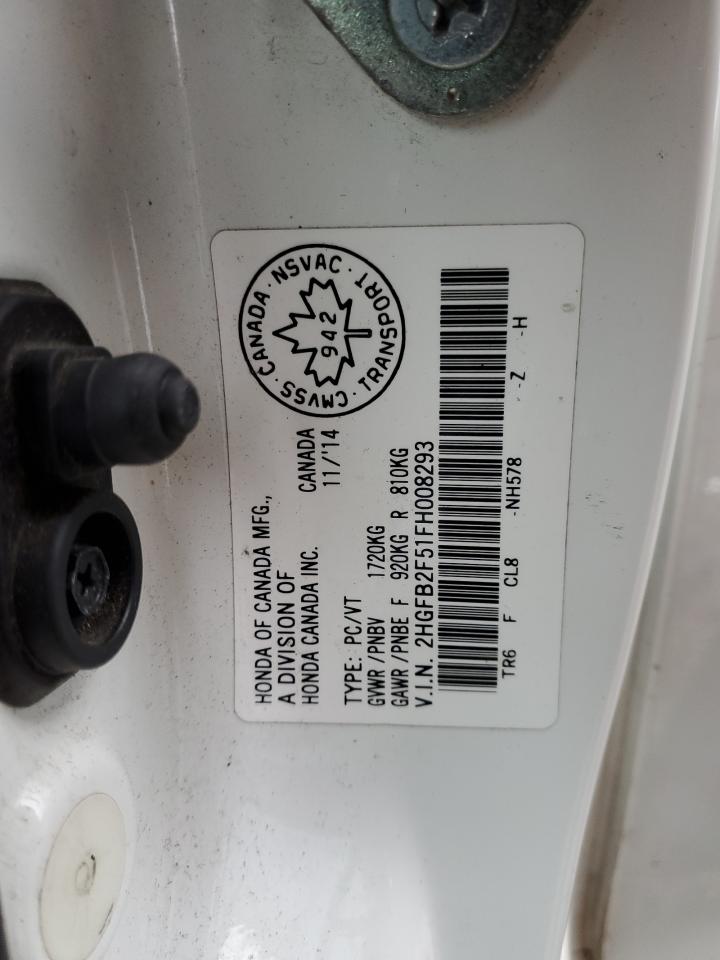 HONDA OF CANADA MFG.,
A DIVISION OF
HONDA CANADA INC.
CANADA
11/'14
CANADA · NSVAC · TRANSPORT · CMVSS ·
942
TYPE: PC/VT
GVWR /PNBV 1720KG
GAWR /PNBE F 920KG R 810KG
V.I.N. 2HGFB2F51FH008293
TR6 F CL8 -NH578 -Z -H